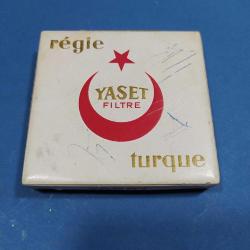 régie
YASET
FILTRE
turque